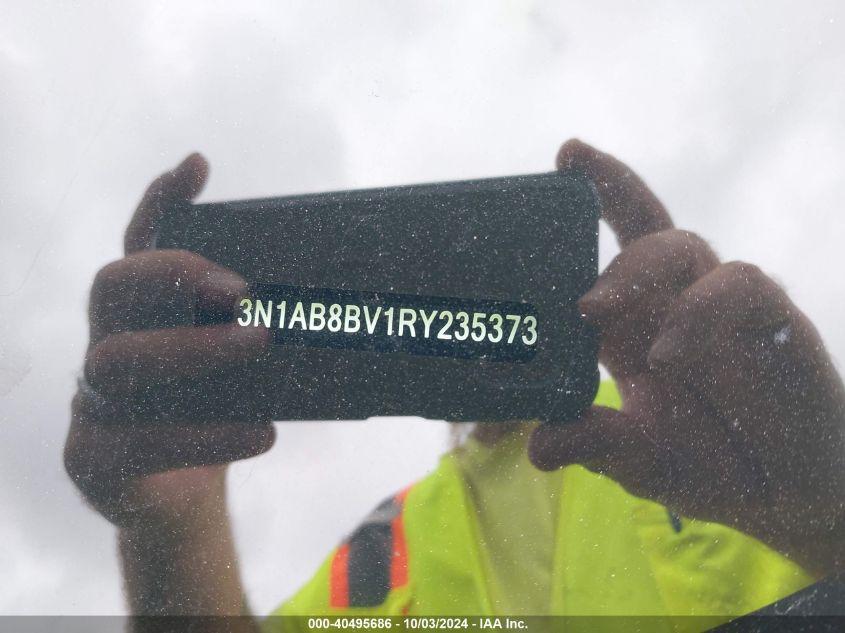 3N1AB8BV1RY235373
000-40495686 - 10/03/2024 - IAA Inc.